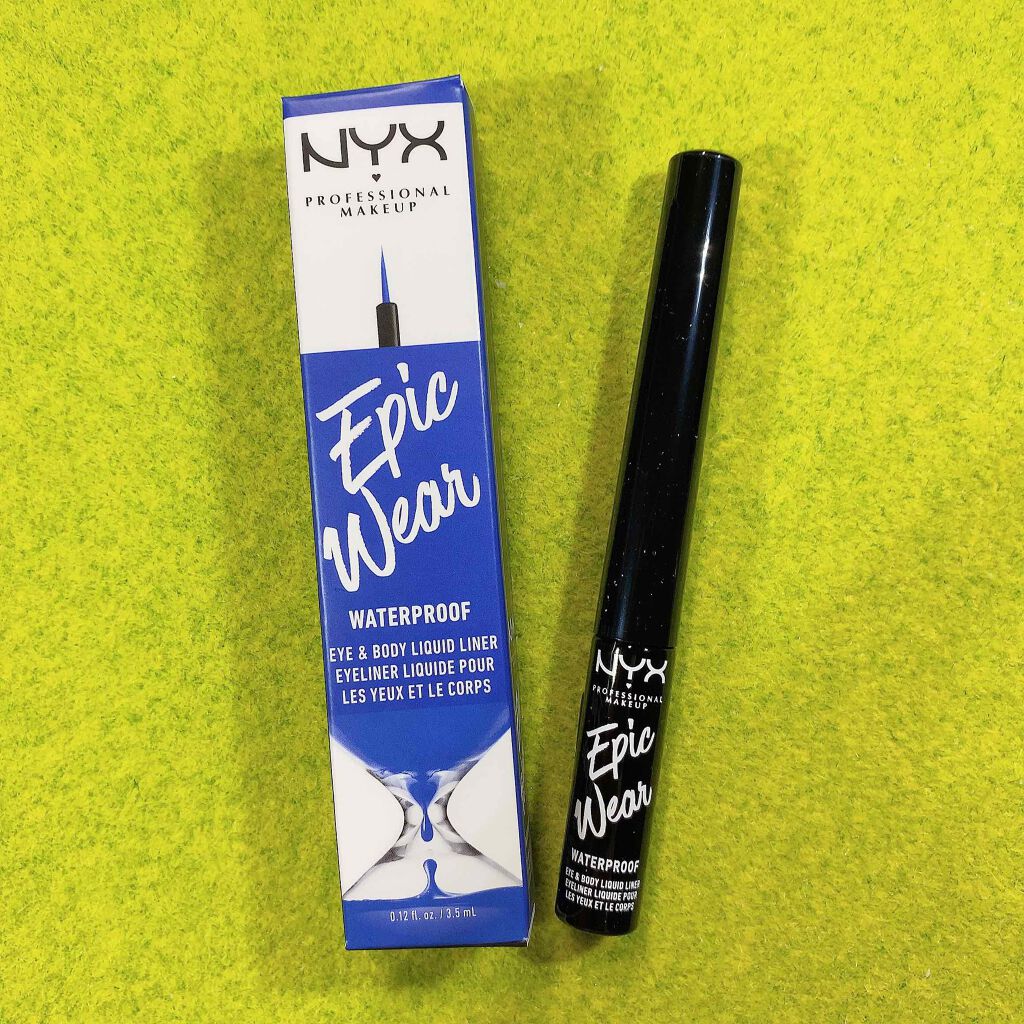 NYX
PROFESSIONAL
MAKEUP
Epic
Wear
WATERPROOF
EYE & BODY LIQUID LINER
EYELINER LIQUIDE POUR
LES YEUX ET LE CORPS
0.12 fl. oz. / 3.5 mL
NYX
PROFESSIONAL
MAKEUP
Epic
Wear
WATERPROOF
EYE & BODY LIQUID LINER
EYELINER LIQUIDE POUR
LES YEUX ET LE CORPS